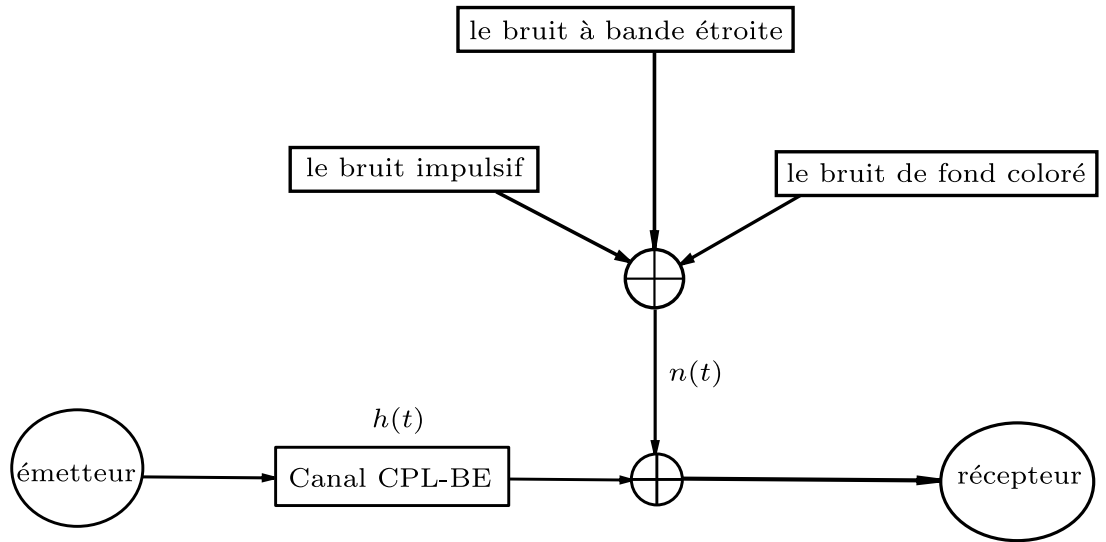 le bruit à bande étroite
le bruit impulsif
le bruit de fond coloré
n(t)
h(t)
émetteur
Canal CPL-BE
récepteur